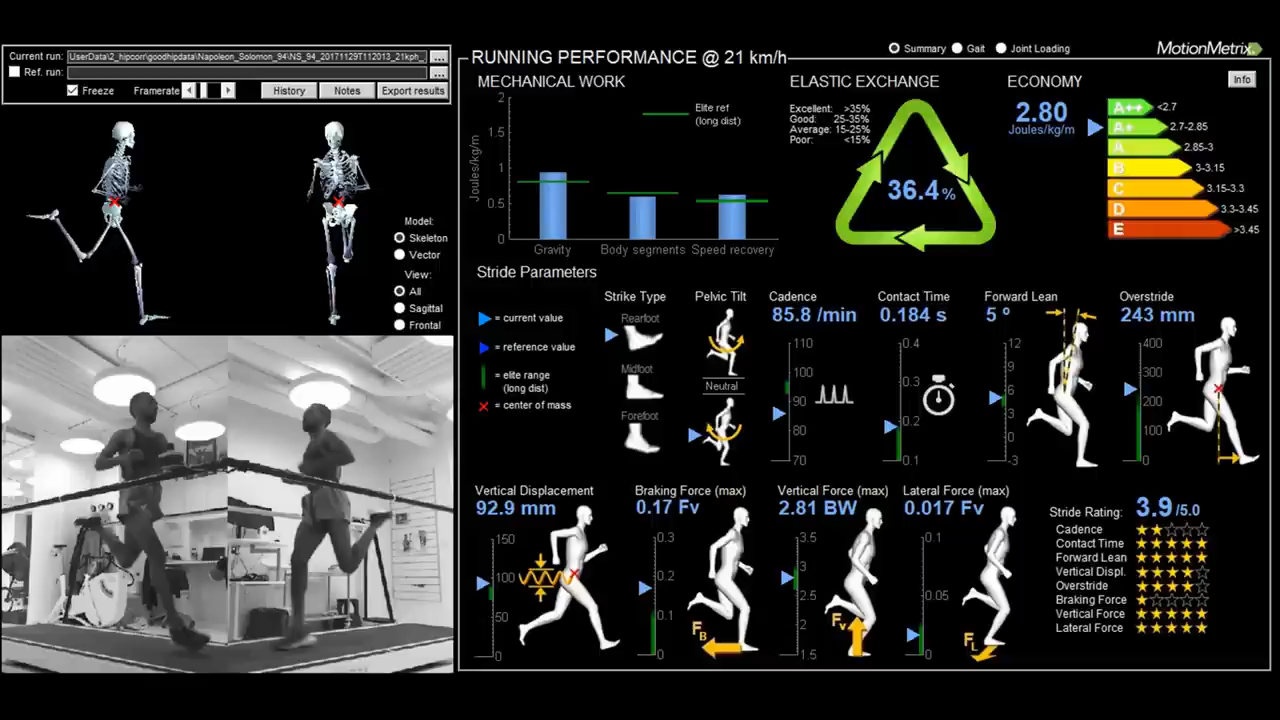 Current run: UserData\2_hipoorr\goodhipdata\Napoleon_Solomon_94\NS_94_20171129T112013_21kph_ ...
Ref. run: ...
Freeze Framerate History Notes Export results
Model:
Skeleton
Vector
View:
All
Sagittal
Frontal
RUNNING PERFORMANCE @ 21 km/h
Summary Gait Joint Loading
MotionMetrix
Info
MECHANICAL WORK
2
1.5
1
0.5
0
Joules/kg/m
Elite ref
(long dist)
Gravity Body segments Speed recovery
ELASTIC EXCHANGE
Excellent: >35%
Good: 25-35%
Average: 15-25%
Poor: <15%
36.4%
ECONOMY
2.80
Joules/kg/m
A++ <2.7
A+ 2.7-2.85
A 2.85-3
B 3-3.15
C 3.15-3.3
D 3.3-3.45
E >3.45
Stride Parameters
= current value
= reference value
= elite range
(long dist)
= center of mass
Strike Type
Rearfoot
Midfoot
Forefoot
Pelvic Tilt
Neutral
Cadence
85.8 /min
110
100
90
80
70
Contact Time
0.184 s
0.4
0.3
0.2
0.1
Forward Lean
5 º
12
9
6
3
0
-3
Overstride
243 mm
400
300
200
100
0
Vertical Displacement
92.9 mm
150
100
50
0
Braking Force (max)
0.17 Fv
0.3
0.2
0.1
0
FB
Vertical Force (max)
2.81 BW
3.5
3
2.5
2
1.5
Fv
Lateral Force (max)
0.017 Fv
0.1
0.05
0
FL
Stride Rating: 3.9 /5.0
Cadence
Contact Time
Forward Lean
Vertical Displ.
Overstride
Braking Force
Vertical Force
Lateral Force